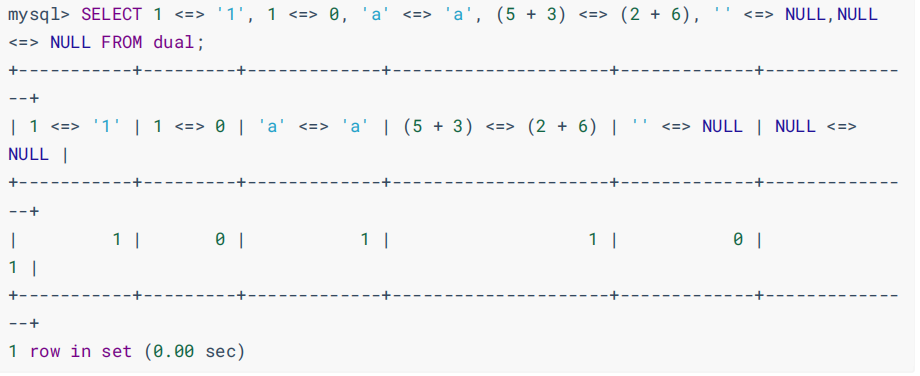 mysql> SELECT 1 <=> '1', 1 <=> 0, 'a' <=> 'a', (5 + 3) <=> (2 + 6), '' <=> NULL,NULL
<=> NULL FROM dual;
+-----------+---------+-------------+---------------------+-------------+-------------
--+
| 1 <=> '1' | 1 <=> 0 | 'a' <=> 'a' | (5 + 3) <=> (2 + 6) | '' <=> NULL | NULL <=>
NULL |
+-----------+---------+-------------+---------------------+-------------+-------------
--+
|         1 |       0 |           1 |                   1 |           0 |
1 |
+-----------+---------+-------------+---------------------+-------------+-------------
--+
1 row in set (0.00 sec)